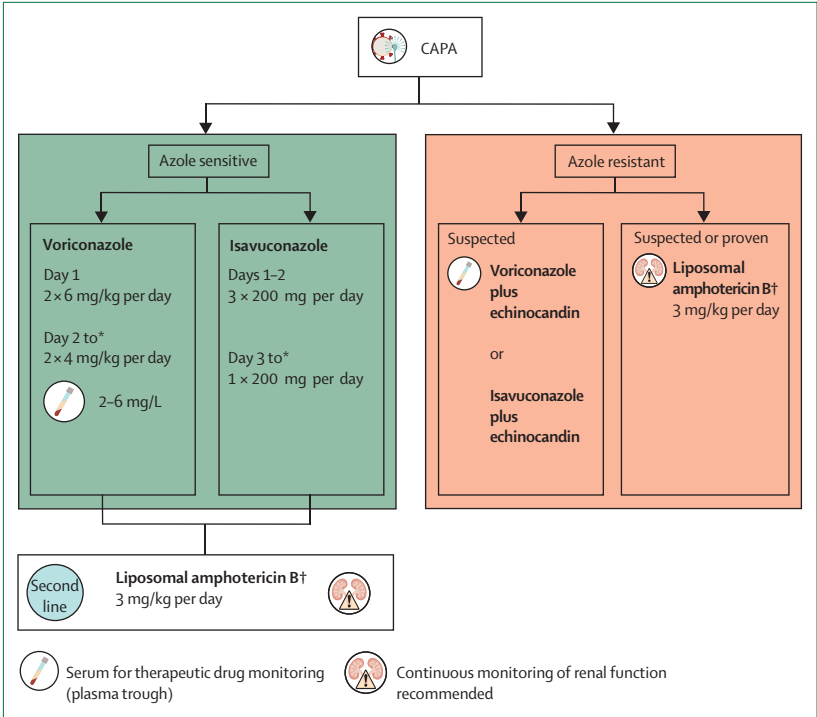 CAPA
Azole sensitive
Voriconazole
Day 1
2 × 6 mg/kg per day
Day 2 to*
2 × 4 mg/kg per day
2–6 mg/L
Isavuconazole
Days 1–2
3 × 200 mg per day
Day 3 to*
1 × 200 mg per day
Azole resistant
Suspected
Voriconazole
plus
echinocandin
or
Isavuconazole
plus
echinocandin
Suspected or proven
Liposomal
amphotericin B†
3 mg/kg per day
Second
line
Liposomal amphotericin B†
3 mg/kg per day
Serum for therapeutic drug monitoring
(plasma trough)
Continuous monitoring of renal function
recommended